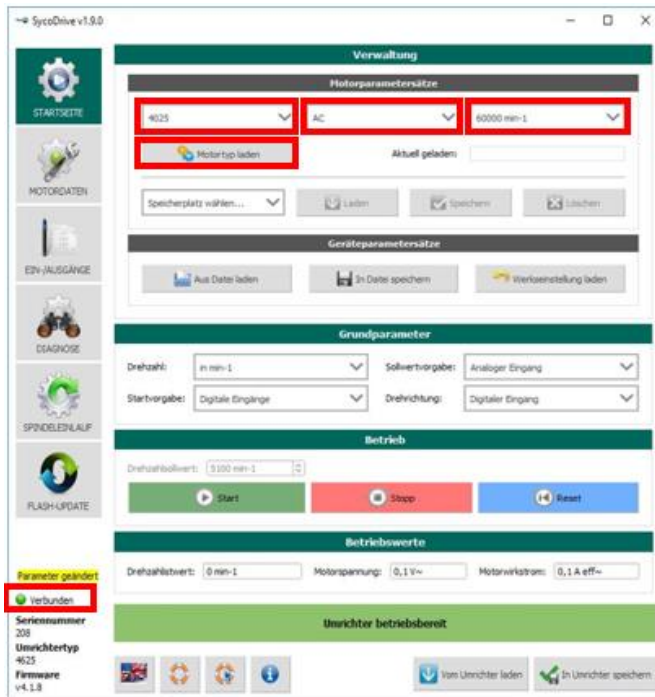 SycoDrive v1.9.0
STARTSEITE
MOTORDATEN
EIN-/AUSGÄNGE
DIAGNOSE
SPINDELEINLAUF
FLASH-UPDATE
Parameter geändert
Verbunden
Seriennummer
208
Umrichtertyp
4625
Firmware
v4.1.8
Verwaltung
Motorparametersätze
4025 AC 60000 min-1
Motortyp laden Aktuell geladen:
Speicherplatz wählen... Laden Speichern Löschen
Geräteparametersätze
Aus Datei laden In Datei speichern Werkseinstellung laden
Grundparameter
Drehzahl: in min-1 Sollwertvorgabe: Analoger Eingang
Startvorgabe: Digitale Eingänge Drehrichtung: Digitaler Eingang
Betrieb
Drehzahlsollwert: 5100 min-1
Start Stopp Reset
Betriebswerte
Drehzahlistwert: 0 min-1 Motorspannung: 0,1 V~ Motorwirkstrom: 0,1 A eff~
Umrichter betriebsbereit
Vom Umrichter laden In Umrichter speichern